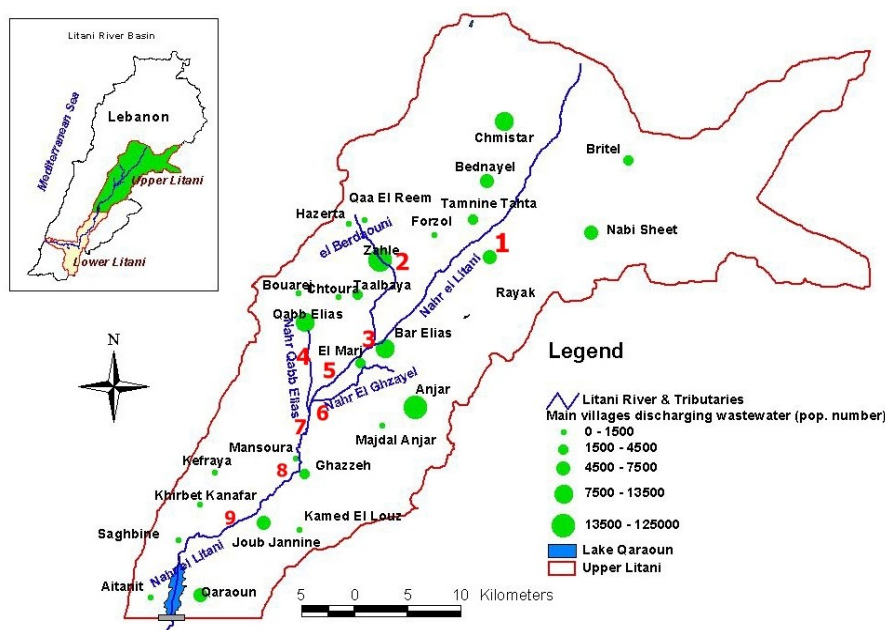 Litani River Basin
Mediterranean Sea
Lebanon
Upper Litani
Lower Litani
N
Chmistar
Britel
Bednayel
Qaa El Reem
Tamnine Tahta
Hazerta
Forzol
el Berdaouni
Nabi Sheet
1
Zahle
2
Nahr el Litani
Rayak
Bouarej
Chtoura
Taalbaya
Qabb Elias
3
Bar Elias
El Marj
4
Nahr Qabb Elias
5
Nahr El Ghzayel
Anjar
6
7
Majdal Anjar
Mansoura
8
Ghazzeh
Kefraya
Khirbet Kanafar
9
Kamed El Louz
Saghbine
Joub Jannine
Nahr el Litani
Aitanit
Qaraoun
5 0 5 10 Kilometers
Legend
Litani River & Tributaries
Main villages discharging wastewater (pop. number)
0 - 1500
1500 - 4500
4500 - 7500
7500 - 13500
13500 - 125000
Lake Qaraoun
Upper Litani